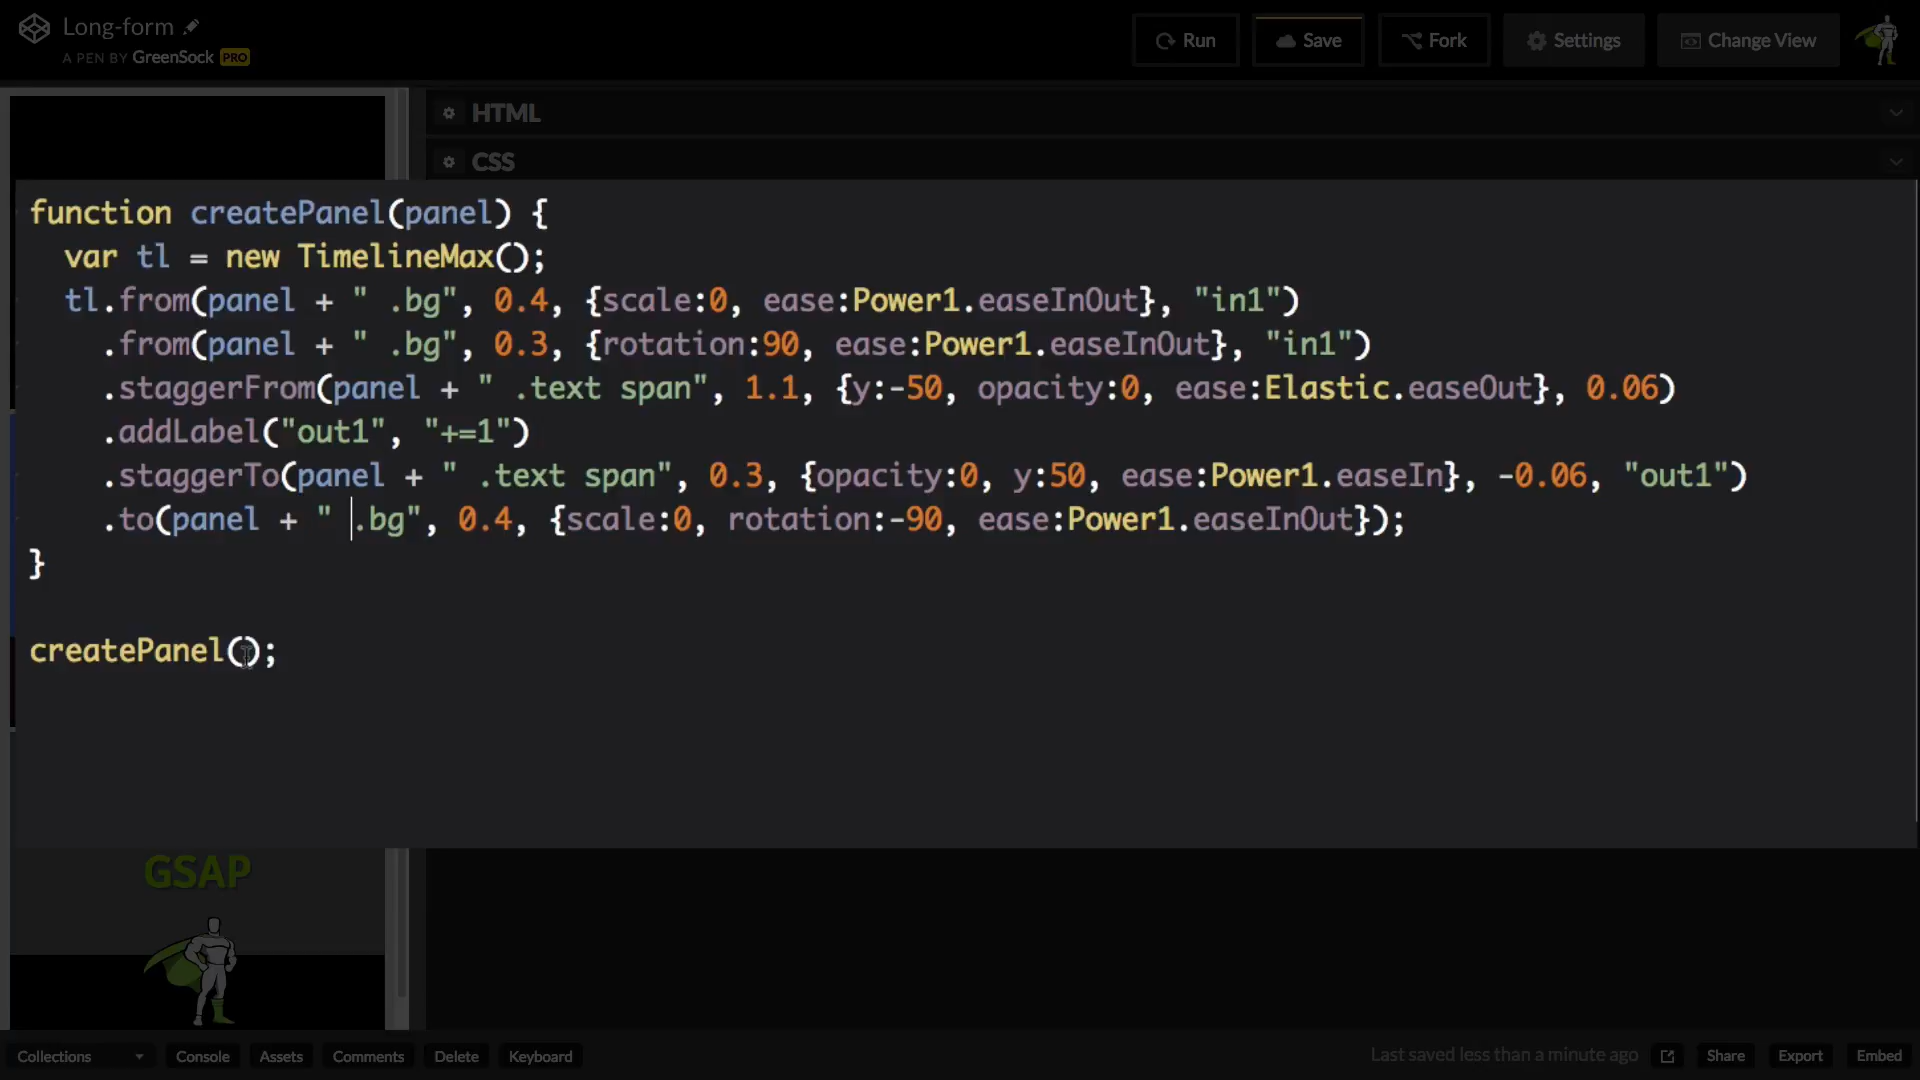 Long-form
A PEN BY GreenSock PRO
Run
Save
Fork
Settings
Change View
HTML
CSS
function createPanel(panel) {
  var tl = new TimelineMax();
  tl.from(panel + " .bg", 0.4, {scale:0, ease:Power1.easeInOut}, "in1")
    .from(panel + " .bg", 0.3, {rotation:90, ease:Power1.easeInOut}, "in1")
    .staggerFrom(panel + " .text span", 1.1, {y:-50, opacity:0, ease:Elastic.easeOut}, 0.06)
    .addLabel("out1", "+=1")
    .staggerTo(panel + " .text span", 0.3, {opacity:0, y:50, ease:Power1.easeIn}, -0.06, "out1")
    .to(panel + " .bg", 0.4, {scale:0, rotation:-90, ease:Power1.easeInOut});
}
createPanel();
GSAP
Collections
Console
Assets
Comments
Delete
Keyboard
Last saved less than a minute ago
Share
Export
Embed